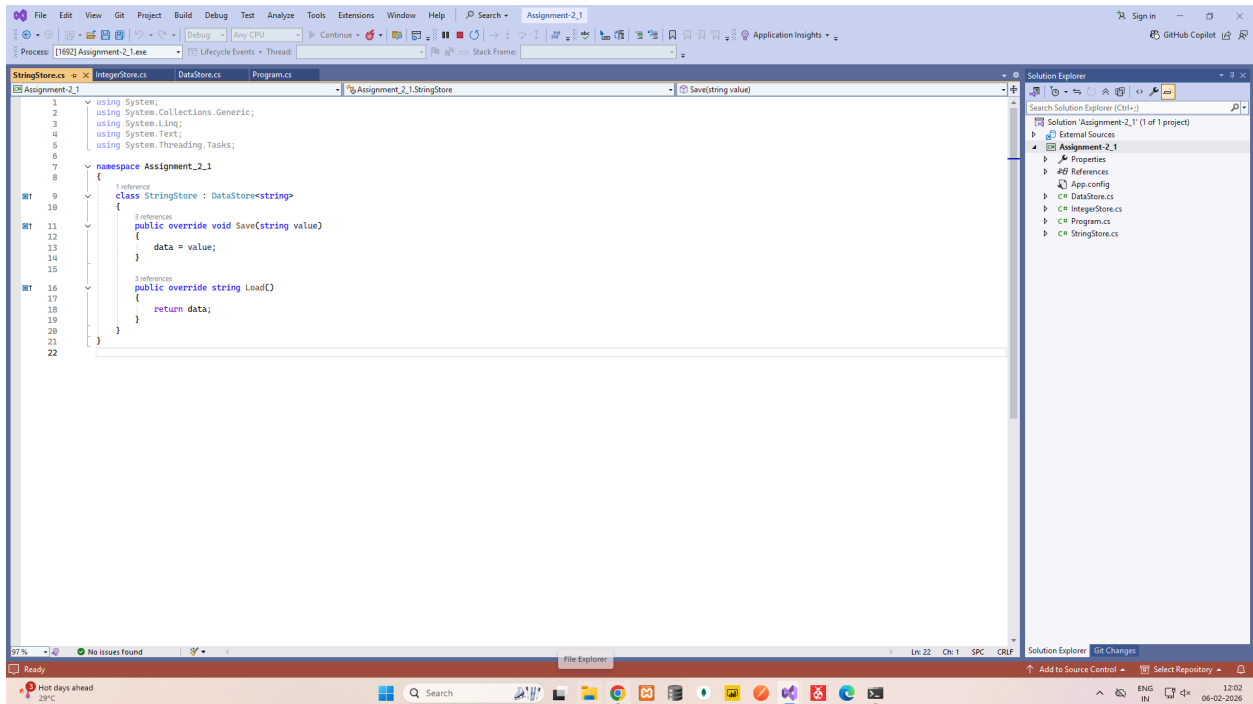 File Edit View Git Project Build Debug Test Analyze Tools Extensions Window Help Search Assignment-2_1 Sign in
Debug Any CPU Continue Application Insights GitHub Copilot
Process: [1692] Assignment-2_1.exe Lifecycle Events Thread: Stack Frame:
StringStore.cs IntegerStore.cs DataStore.cs Program.cs
Assignment-2_1 Assignment_2_1.StringStore Save(string value)
1 using System;
2 using System.Collections.Generic;
3 using System.Linq;
4 using System.Text;
5 using System.Threading.Tasks;
6
7 namespace Assignment_2_1
8 {
1 reference
9 class StringStore : DataStore<string>
10 {
3 references
11 public override void Save(string value)
12 {
13 data = value;
14 }
15
3 references
16 public override string Load()
17 {
18 return data;
19 }
20 }
21 }
22
Solution Explorer
Search Solution Explorer (Ctrl+;)
Solution 'Assignment-2_1' (1 of 1 project)
External Sources
Assignment-2_1
Properties
References
App.config
C# DataStore.cs
C# IntegerStore.cs
C# Program.cs
C# StringStore.cs
97 % No issues found Ln: 22 Ch: 1 SPC CRLF
Solution Explorer Git Changes
File Explorer
Ready Add to Source Control Select Repository
3 Hot days ahead
29°C
Search
ENG
IN
12:02
06-02-2026